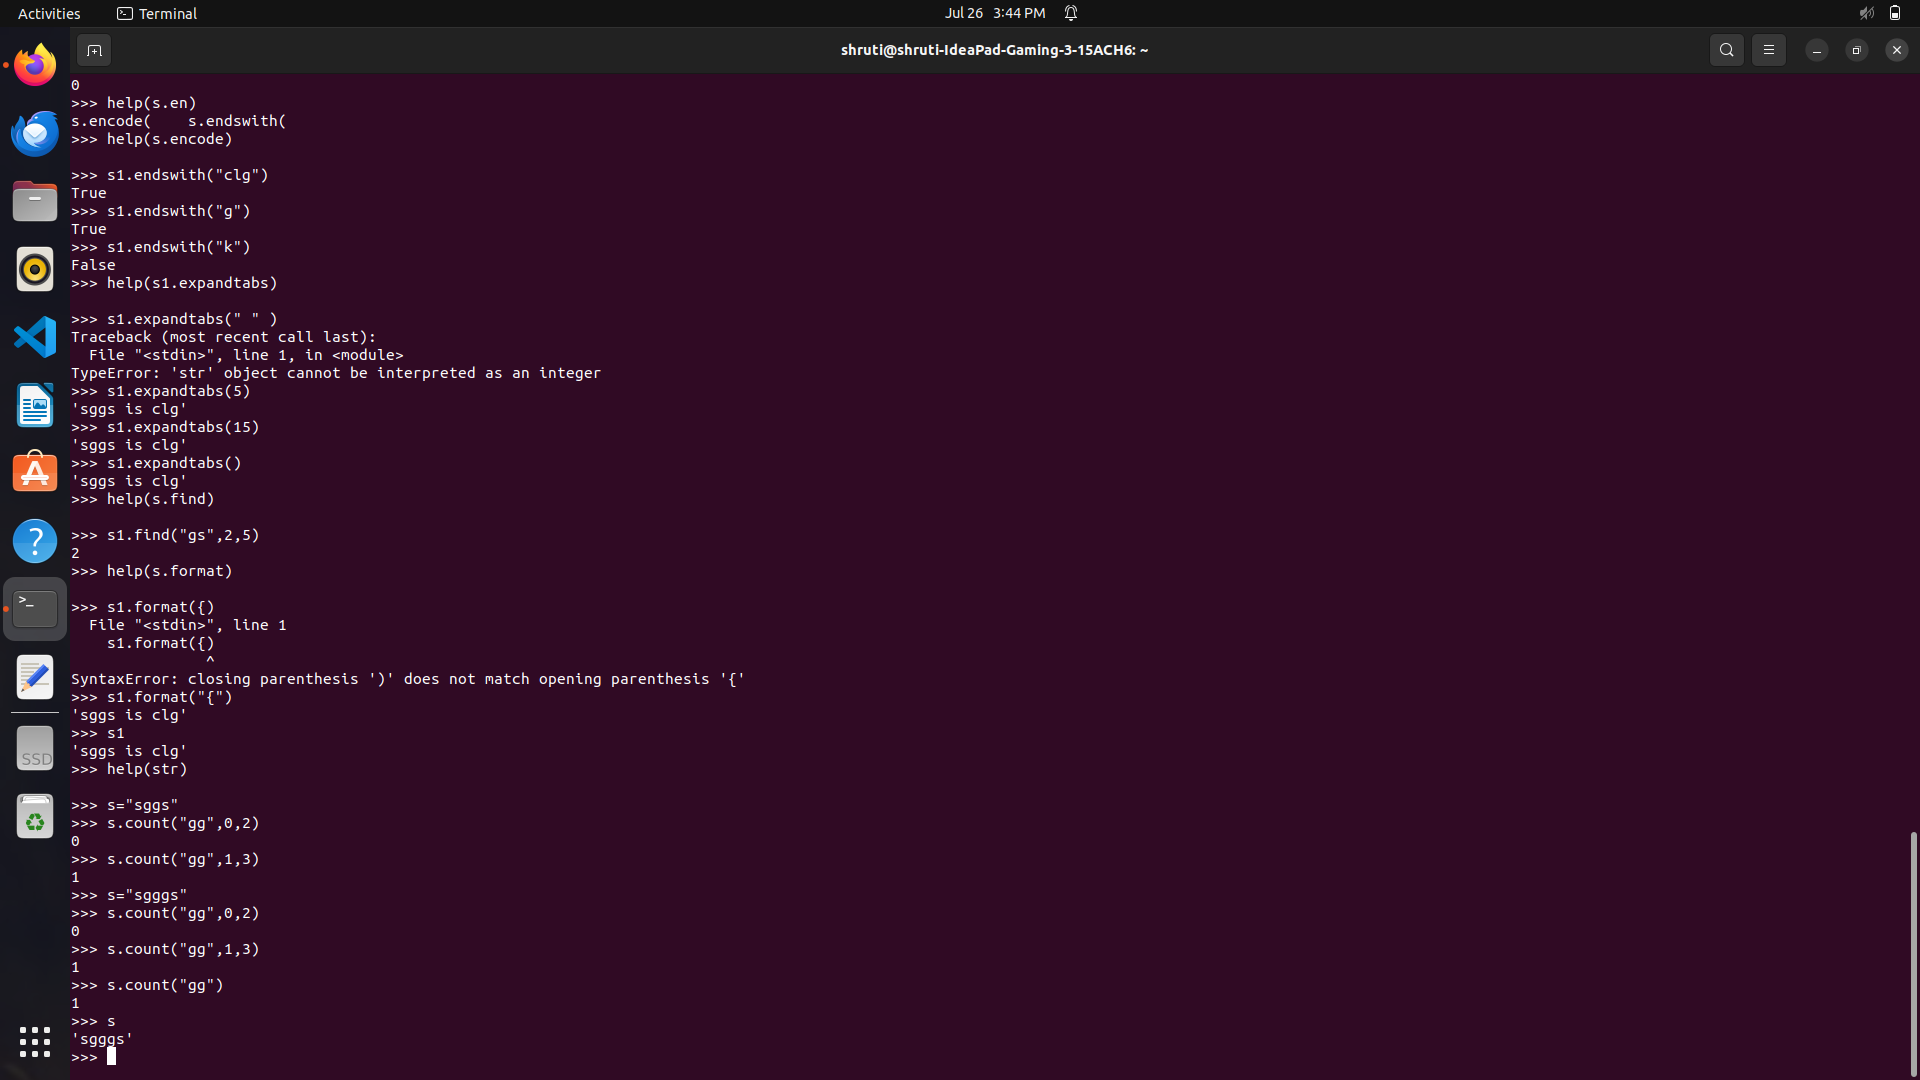 Activities Terminal Jul 26 3:44 PM
shruti@shruti-IdeaPad-Gaming-3-15ACH6: ~
0
>>> help(s.en)
s.encode(    s.endswith(
>>> help(s.encode)

>>> s1.endswith("clg")
True
>>> s1.endswith("g")
True
>>> s1.endswith("k")
False
>>> help(s1.expandtabs)

>>> s1.expandtabs(" " )
Traceback (most recent call last):
  File "<stdin>", line 1, in <module>
TypeError: 'str' object cannot be interpreted as an integer
>>> s1.expandtabs(5)
'sggs is clg'
>>> s1.expandtabs(15)
'sggs is clg'
>>> s1.expandtabs()
'sggs is clg'
>>> help(s.find)

>>> s1.find("gs",2,5)
2
>>> help(s.format)

>>> s1.format({)
  File "<stdin>", line 1
    s1.format({)
               ^
SyntaxError: closing parenthesis ')' does not match opening parenthesis '{'
>>> s1.format("{")
'sggs is clg'
>>> s1
'sggs is clg'
>>> help(str)

>>> s="sggs"
>>> s.count("gg",0,2)
0
>>> s.count("gg",1,3)
1
>>> s="sgggs"
>>> s.count("gg",0,2)
0
>>> s.count("gg",1,3)
1
>>> s.count("gg")
1
>>> s
'sgggs'
>>>
SSD